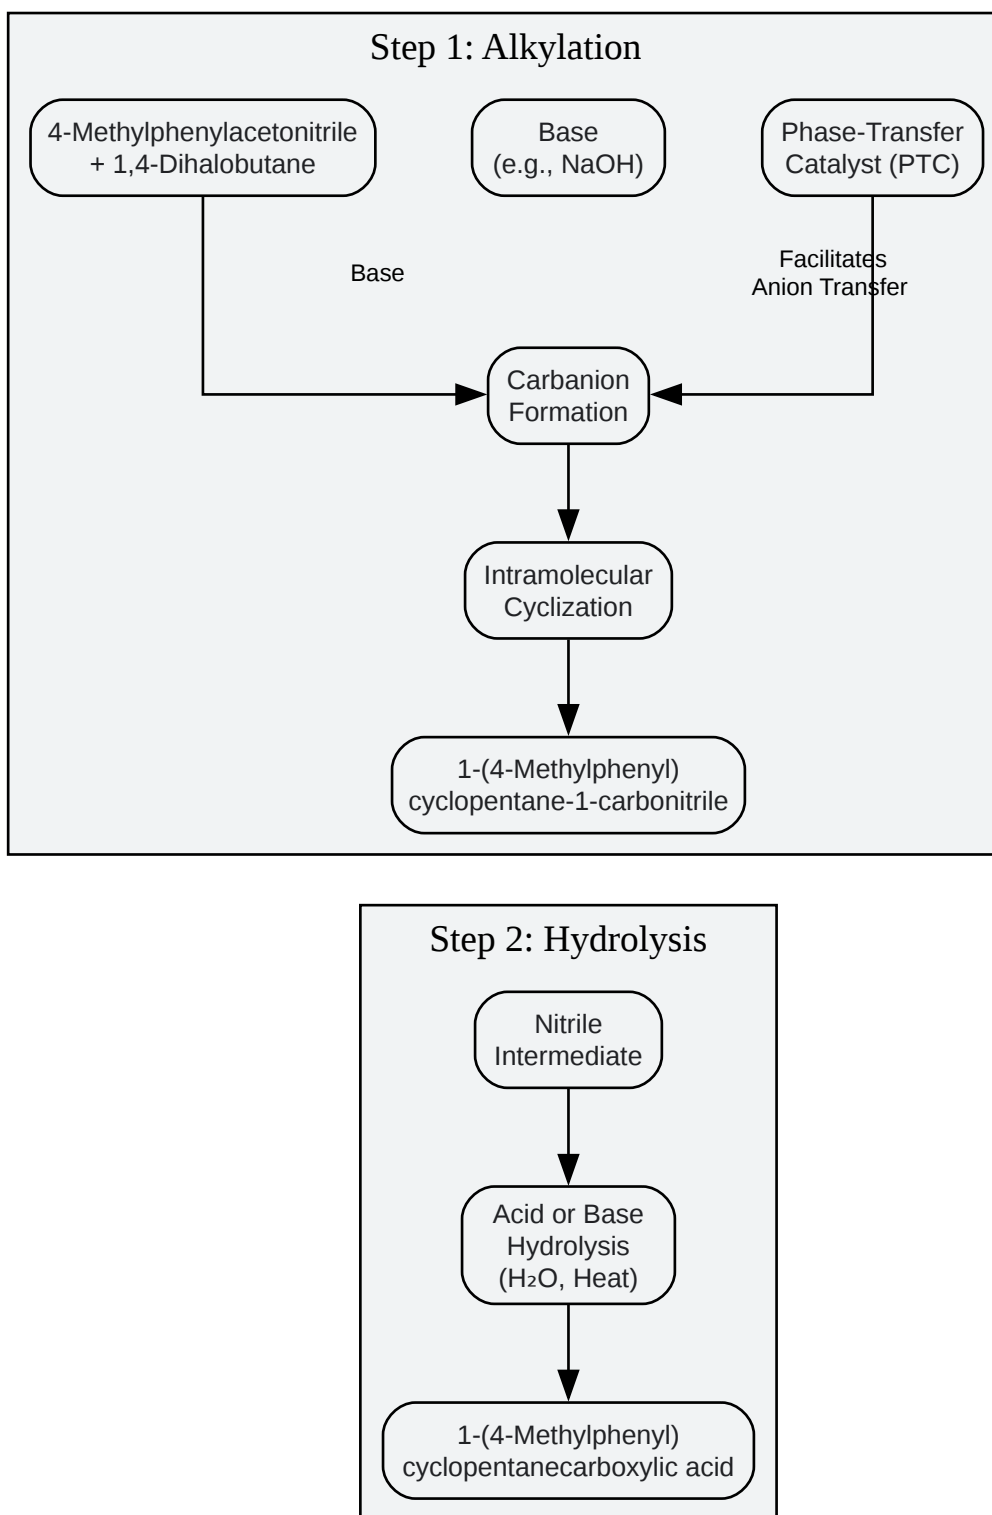 Step 1: Alkylation
4-Methylphenylacetonitrile
+ 1,4-Dihalobutane
Base
(e.g., NaOH)
Phase-Transfer
Catalyst (PTC)
Base
Facilitates
Anion Transfer
Carbanion
Formation
Intramolecular
Cyclization
1-(4-Methylphenyl)
cyclopentane-1-carbonitrile
Step 2: Hydrolysis
Nitrile
Intermediate
Acid or Base
Hydrolysis
(H₂O, Heat)
1-(4-Methylphenyl)
cyclopentanecarboxylic acid